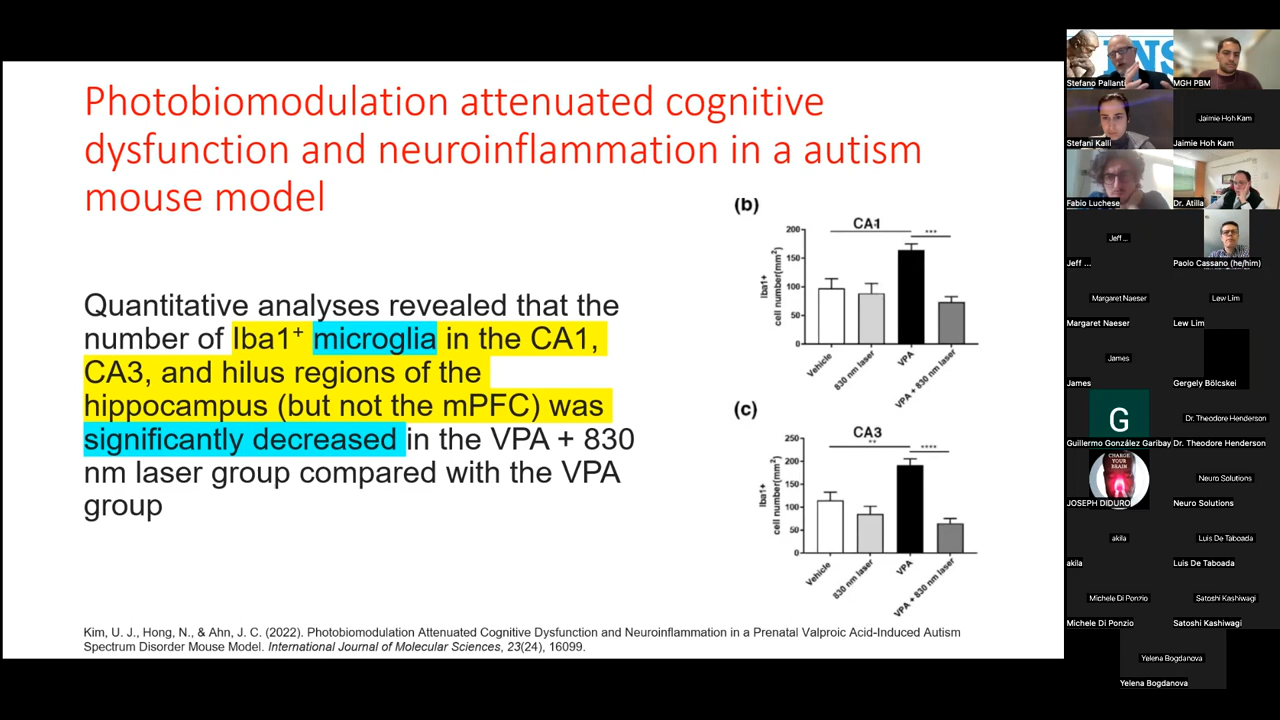 Photobiomodulation attenuated cognitive
dysfunction and neuroinflammation in a autism
mouse model
Quantitative analyses revealed that the
number of Iba1+ microglia in the CA1,
CA3, and hilus regions of the
hippocampus (but not the mPFC) was
significantly decreased in the VPA + 830
nm laser group compared with the VPA
group
(b)
CA1
***
Iba1+
cell number(mm2)
200
150
100
50
0
Vehicle
830 nm laser
VPA
VPA + 830 nm laser
(c)
CA3
**
****
Iba1+
cell number(mm2)
250
200
150
100
50
0
Vehicle
830 nm laser
VPA
VPA + 830 nm laser
Kim, U. J., Hong, N., & Ahn, J. C. (2022). Photobiomodulation Attenuated Cognitive Dysfunction and Neuroinflammation in a Prenatal Valproic Acid-Induced Autism
Spectrum Disorder Mouse Model. International Journal of Molecular Sciences, 23(24), 16099.
Stefano Pallanti
MGH PBM
Stefani Kalli
Jaimie Hoh Kam
Jaimie Hoh Kam
Fabio Luchese
Dr. Atilla
Jeff ...
Jeff ...
Paolo Cassano (he/him)
Margaret Naeser
Margaret Naeser
Lew Lim
Lew Lim
James
James
Gergely Bölcskei
G
Guillermo González Garibay
Dr. Theodore Henderson
Dr. Theodore Henderson
CHARGE
YOUR
BRAIN
JOSEPH DIDURO
Neuro Solutions
Neuro Solutions
akila
akila
Luis De Taboada
Luis De Taboada
Michele Di Ponzio
Michele Di Ponzio
Satoshi Kashiwagi
Satoshi Kashiwagi
Yelena Bogdanova
Yelena Bogdanova